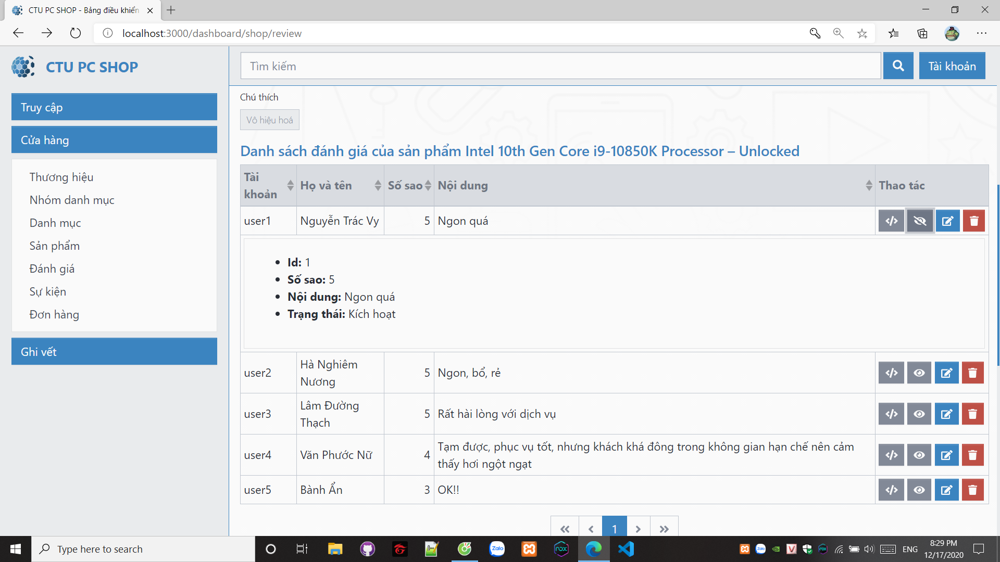 CTU PC SHOP - Bảng điều khiển
localhost:3000/dashboard/shop/review
CTU PC SHOP
Tìm kiếm
Tài khoản
Truy cập
Cửa hàng
Thương hiệu
Nhóm danh mục
Danh mục
Sản phẩm
Đánh giá
Sự kiện
Đơn hàng
Ghi vết
Chú thích
Vô hiệu hoá
Danh sách đánh giá của sản phẩm Intel 10th Gen Core i9-10850K Processor – Unlocked
Tài khoản Họ và tên Số sao Nội dung Thao tác
user1 Nguyễn Trác Vy 5 Ngon quá
Id: 1
Số sao: 5
Nội dung: Ngon quá
Trạng thái: Kích hoạt
user2 Hà Nghiêm Nương 5 Ngon, bổ, rẻ
user3 Lâm Đường Thạch 5 Rất hài lòng với dịch vụ
user4 Văn Phước Nữ 4 Tạm được, phục vụ tốt, nhưng khách khá đông trong không gian hạn chế nên cảm
thấy hơi ngột ngạt
user5 Bành Ẩn 3 OK!!
« ‹ 1 › »
Type here to search
Zalo
nox
ENG
8:29 PM
12/17/2020